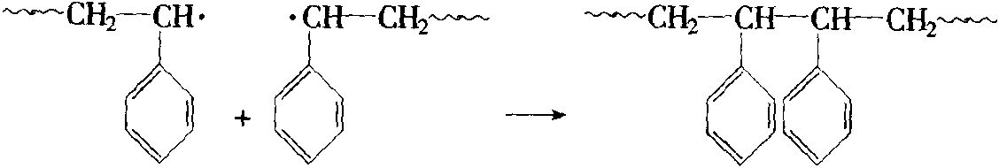 CH₂—CH· ·CH—CH₂ CH₂—CH—CH—CH₂
+ →